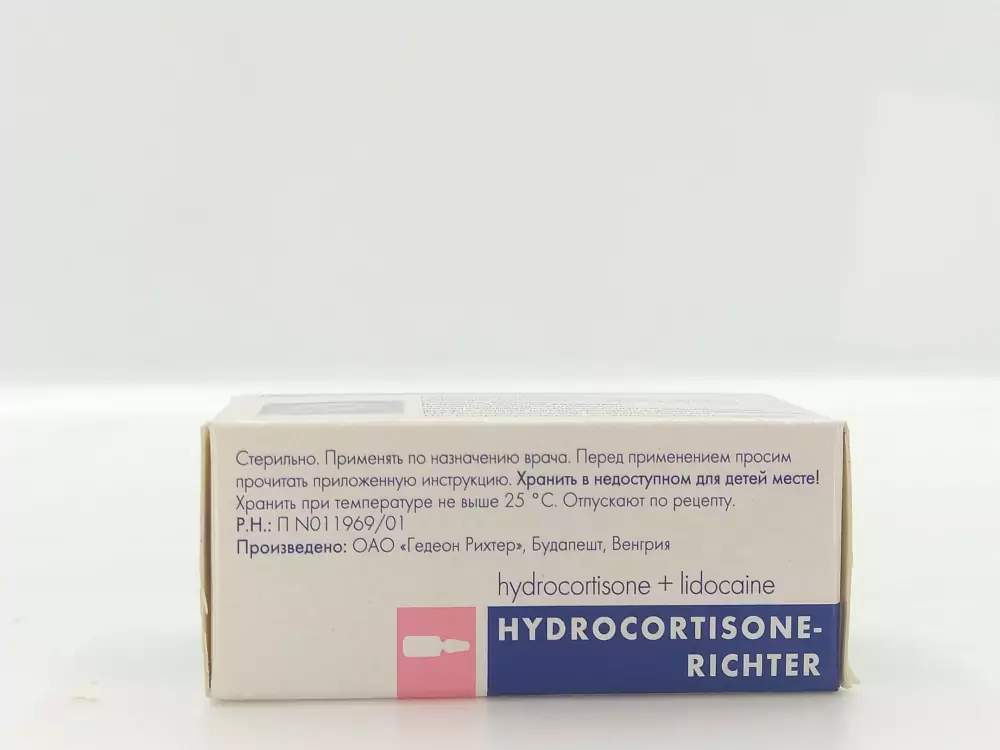 Стерильно. Применять по назначению врача. Перед применением просим
прочитать приложенную инструкцию. Хранить в недоступном для детей месте!
Хранить при температуре не выше 25 °C. Отпускают по рецепту.
Р.Н.: П N011969/01
Произведено: ОАО «Гедеон Рихтер», Будапешт, Венгрия
hydrocortisone + lidocaine
HYDROCORTISONE-
RICHTER